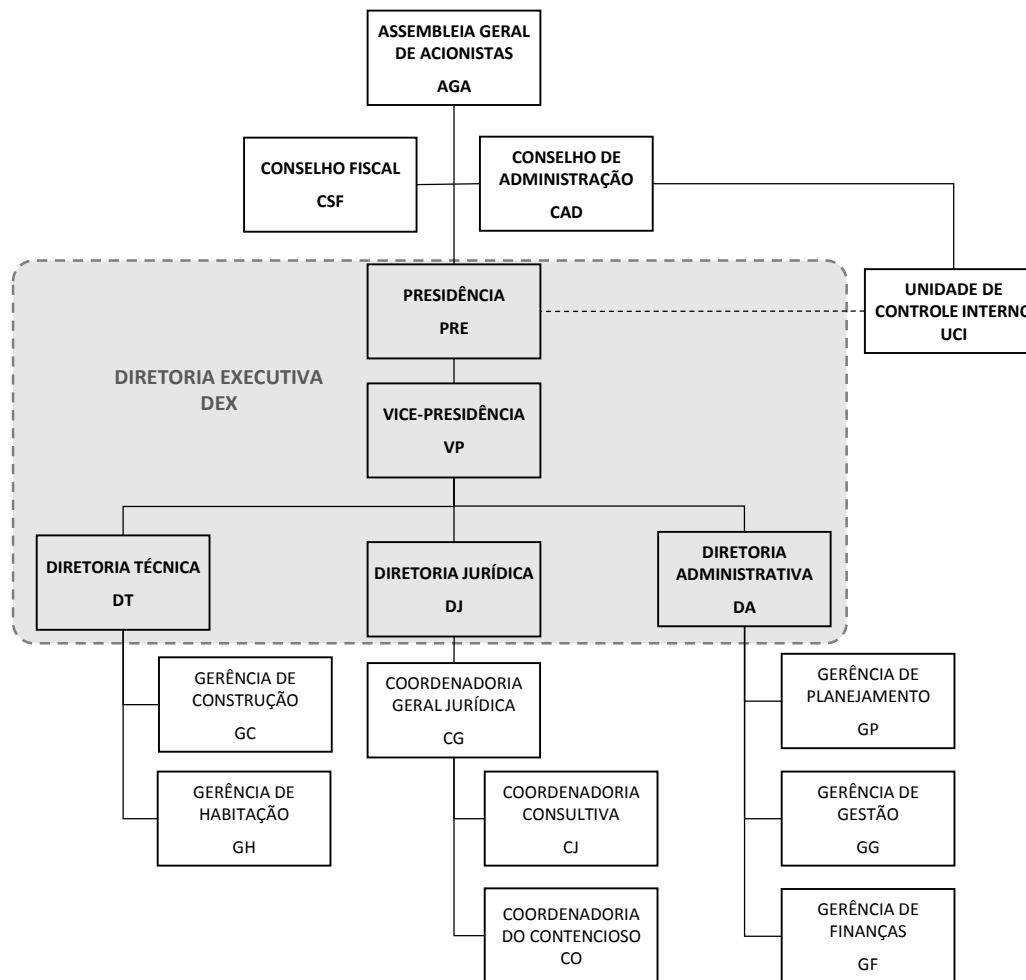 ASSEMBLEIA GERAL
DE ACIONISTAS
AGA
CONSELHO FISCAL
CSF
CONSELHO DE
ADMINISTRAÇÃO
CAD
UNIDADE DE
CONTROLE INTERNO
UCI
PRESIDÊNCIA
PRE
DIRETORIA EXECUTIVA
DEX
VICE-PRESIDÊNCIA
VP
DIRETORIA TÉCNICA
DT
DIRETORIA JURÍDICA
DJ
DIRETORIA
ADMINISTRATIVA
DA
GERÊNCIA DE
CONSTRUÇÃO
GC
COORDENADORIA
GERAL JURÍDICA
CG
GERÊNCIA DE
PLANEJAMENTO
GP
GERÊNCIA DE
HABITAÇÃO
GH
COORDENADORIA
CONSULTIVA
CJ
GERÊNCIA DE
GESTÃO
GG
COORDENADORIA
DO CONTENCIOSO
CO
GERÊNCIA DE
FINANÇAS
GF